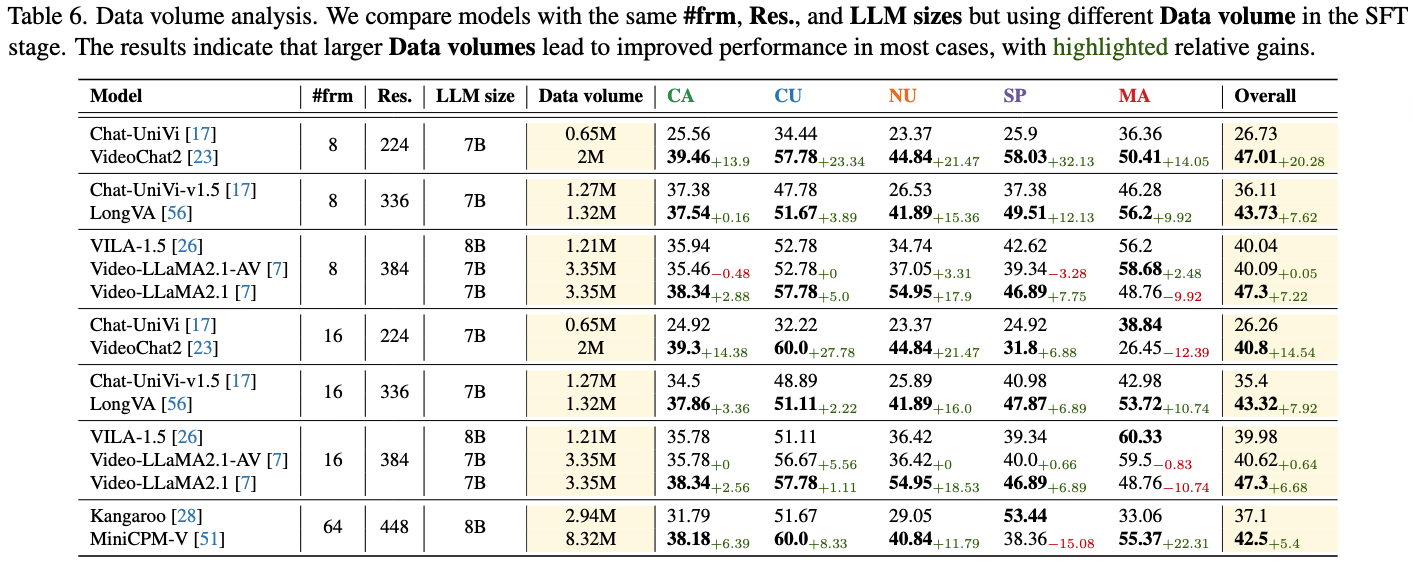 Table 6. Data volume analysis. We compare models with the same #frm, Res., and LLM sizes but using different Data volume in the SFT
stage. The results indicate that larger Data volumes lead to improved performance in most cases, with highlighted relative gains.
Model #frm Res. LLM size Data volume CA CU NU SP MA Overall
Chat-UniVi [17] 8 224 7B 0.65M 25.56 34.44 23.37 25.9 36.36 26.73
VideoChat2 [23] 2M 39.46+13.9 57.78+23.34 44.84+21.47 58.03+32.13 50.41+14.05 47.01+20.28
Chat-UniVi-v1.5 [17] 8 336 7B 1.27M 37.38 47.78 26.53 37.38 46.28 36.11
LongVA [56] 1.32M 37.54+0.16 51.67+3.89 41.89+15.36 49.51+12.13 56.2+9.92 43.73+7.62
VILA-1.5 [26] 8B 1.21M 35.94 52.78 34.74 42.62 56.2 40.04
Video-LLaMA2.1-AV [7] 8 384 7B 3.35M 35.46−0.48 52.78+0 37.05+3.31 39.34−3.28 58.68+2.48 40.09+0.05
Video-LLaMA2.1 [7] 7B 3.35M 38.34+2.88 57.78+5.0 54.95+17.9 46.89+7.75 48.76−9.92 47.3+7.22
Chat-UniVi [17] 16 224 7B 0.65M 24.92 32.22 23.37 24.92 38.84 26.26
VideoChat2 [23] 2M 39.3+14.38 60.0+27.78 44.84+21.47 31.8+6.88 26.45−12.39 40.8+14.54
Chat-UniVi-v1.5 [17] 16 336 7B 1.27M 34.5 48.89 25.89 40.98 42.98 35.4
LongVA [56] 1.32M 37.86+3.36 51.11+2.22 41.89+16.0 47.87+6.89 53.72+10.74 43.32+7.92
VILA-1.5 [26] 8B 1.21M 35.78 51.11 36.42 39.34 60.33 39.98
Video-LLaMA2.1-AV [7] 16 384 7B 3.35M 35.78+0 56.67+5.56 36.42+0 40.0+0.66 59.5−0.83 40.62+0.64
Video-LLaMA2.1 [7] 7B 3.35M 38.34+2.56 57.78+1.11 54.95+18.53 46.89+6.89 48.76−10.74 47.3+6.68
Kangaroo [28] 64 448 8B 2.94M 31.79 51.67 29.05 53.44 33.06 37.1
MiniCPM-V [51] 8.32M 38.18+6.39 60.0+8.33 40.84+11.79 38.36−15.08 55.37+22.31 42.5+5.4